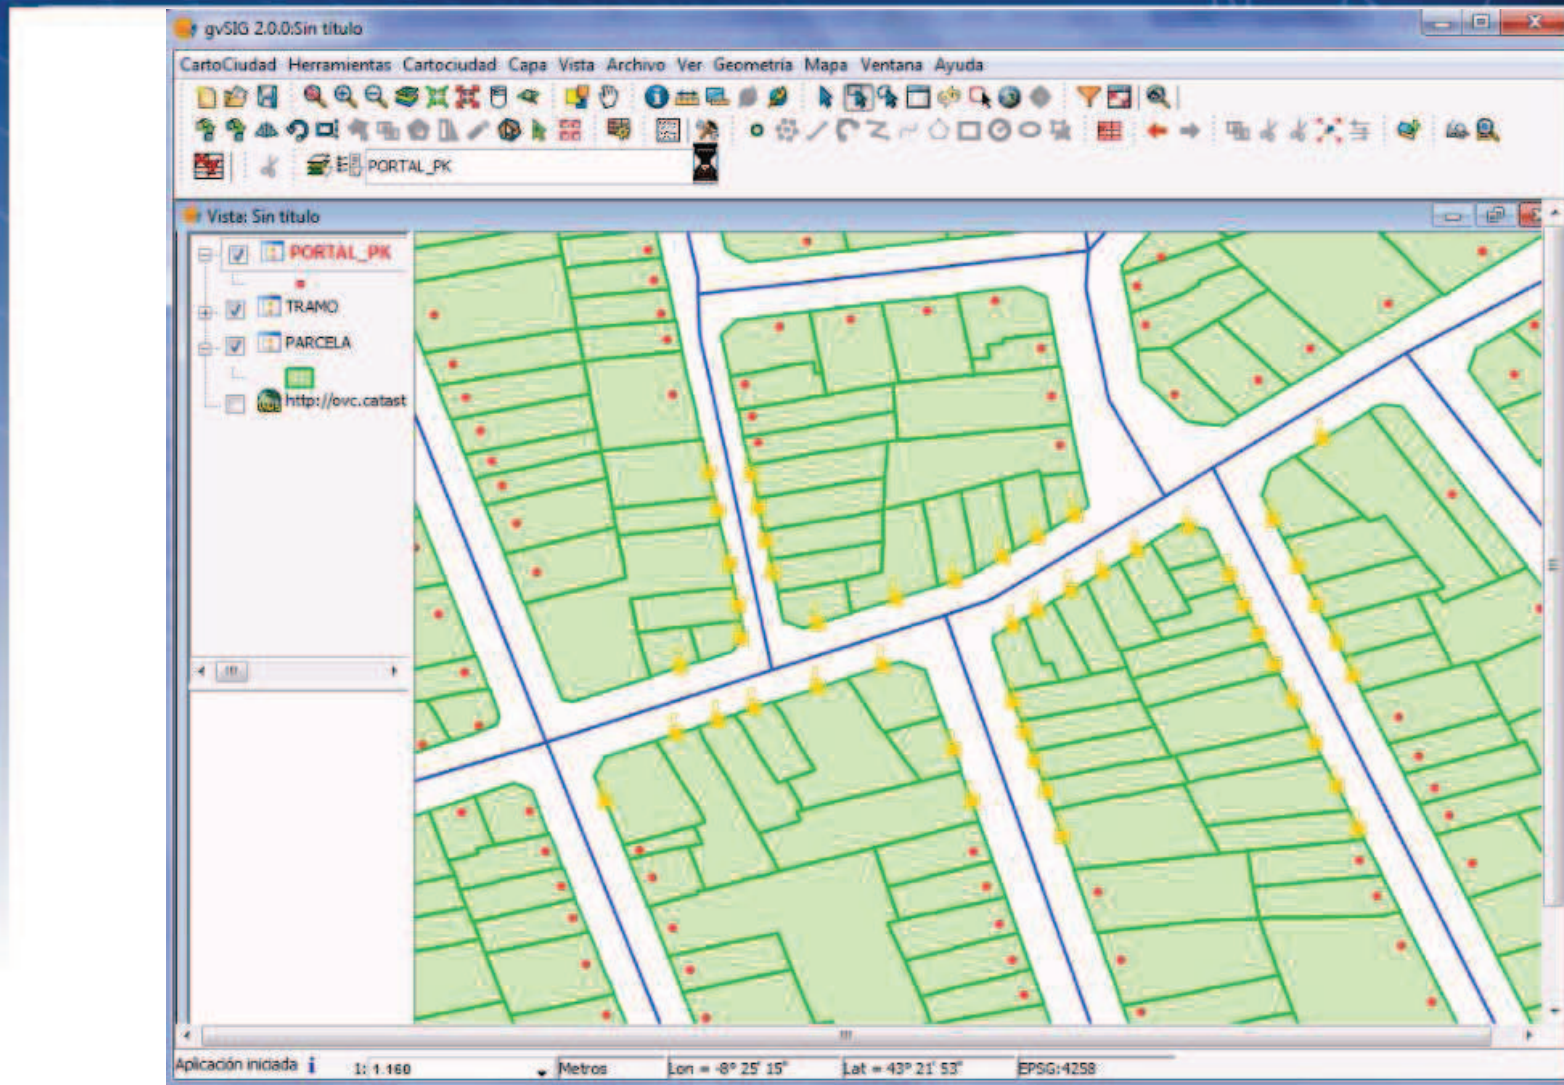 gvSIG 2.0.0:Sin título
CartoCiudad Herramientas Cartociudad Capa Vista Archivo Ver Geometría Mapa Ventana Ayuda
PORTAL_PK
Vista: Sin título
PORTAL_PK
TRAMO
PARCELA
http://ovc.catast
Aplicación iniciada
1: 1.160
Metros
Lon = -8° 25' 15"
Lat = 43° 21' 53"
EPSG:4258